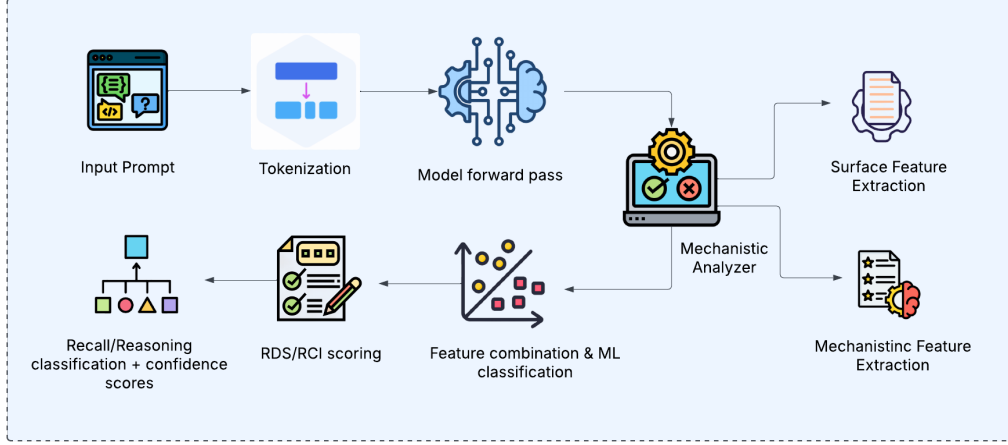 Input Prompt
Tokenization
Model forward pass
Surface Feature
Extraction
Mechanistic
Analyzer
Mechanistinc Feature
Extraction
Feature combination & ML
classification
RDS/RCI scoring
Recall/Reasoning
classification + confidence
scores